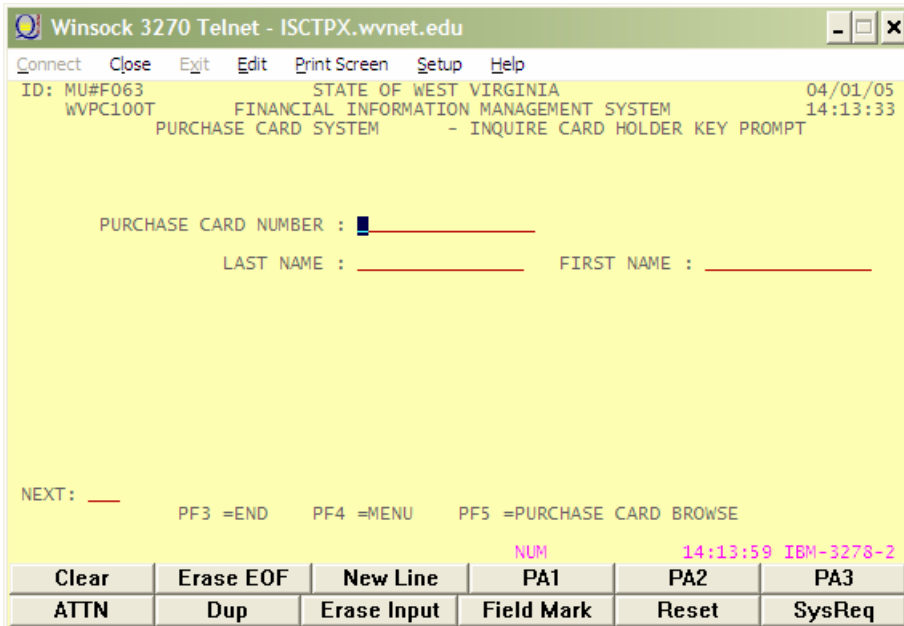 Winsock 3270 Telnet - ISCTPX.wvnet.edu
Connect Close Exit Edit Print Screen Setup Help
ID: MU#F063 STATE OF WEST VIRGINIA 04/01/05
WVPC100T FINANCIAL INFORMATION MANAGEMENT SYSTEM 14:13:33
PURCHASE CARD SYSTEM - INQUIRE CARD HOLDER KEY PROMPT
PURCHASE CARD NUMBER :
LAST NAME : FIRST NAME :
NEXT:
PF3 =END PF4 =MENU PF5 =PURCHASE CARD BROWSE
NUM 14:13:59 IBM-3278-2
Clear Erase EOF New Line PA1 PA2 PA3
ATTN Dup Erase Input Field Mark Reset SysReq